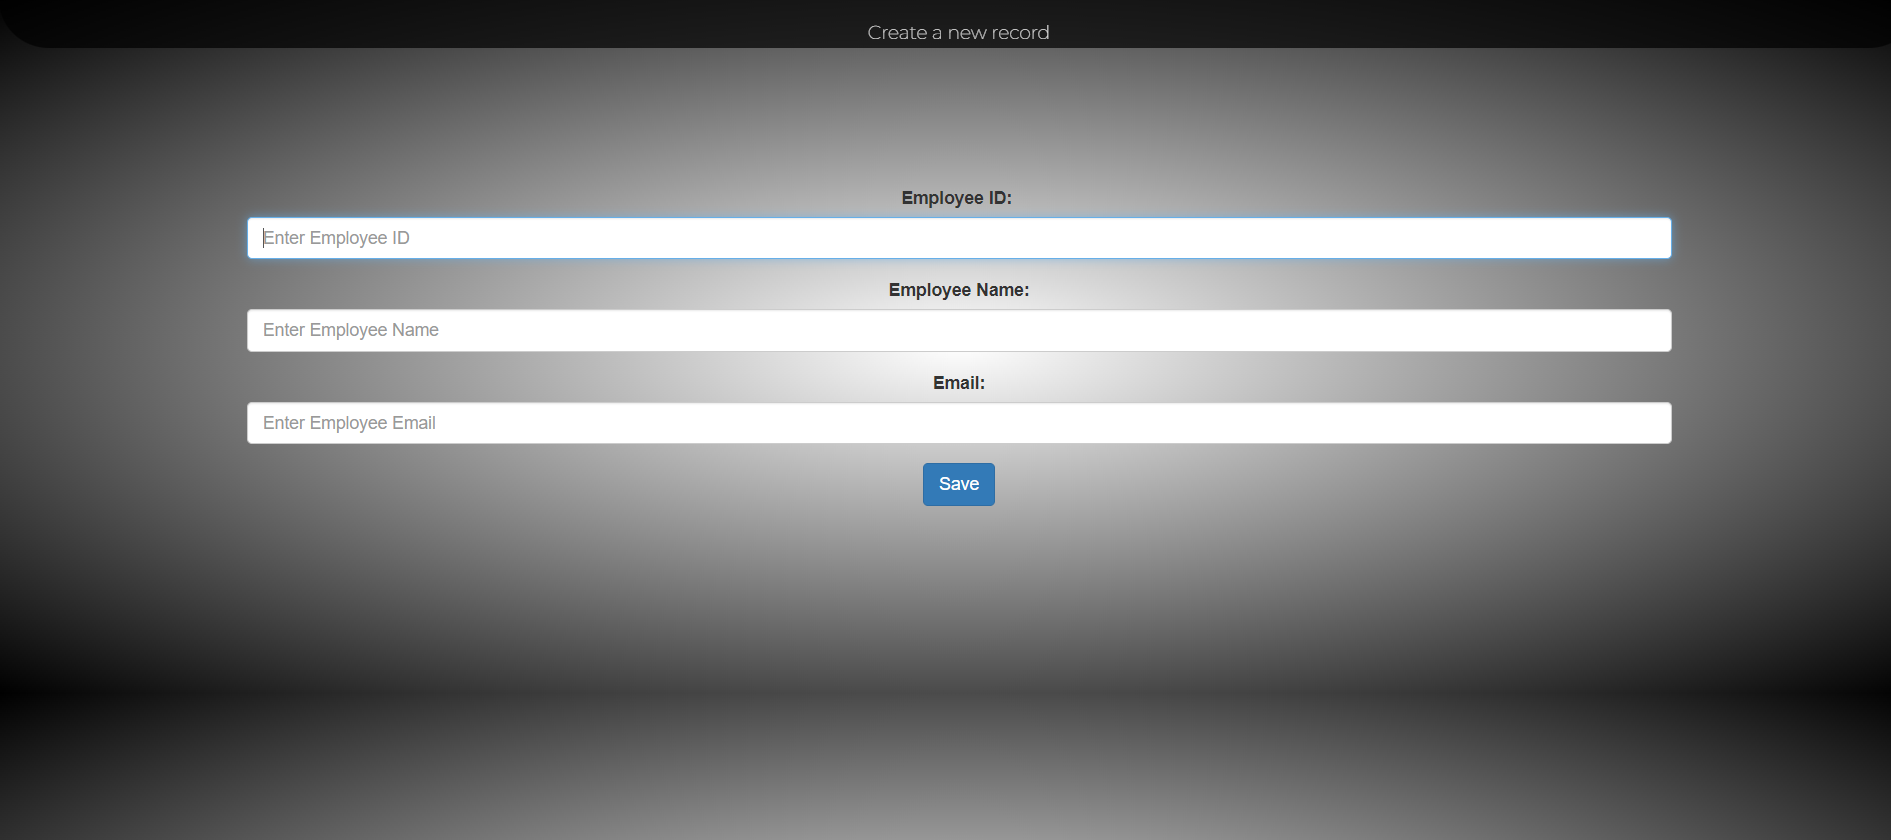 Create a new record
Employee ID:
Enter Employee ID
Employee Name:
Enter Employee Name
Email:
Enter Employee Email
Save